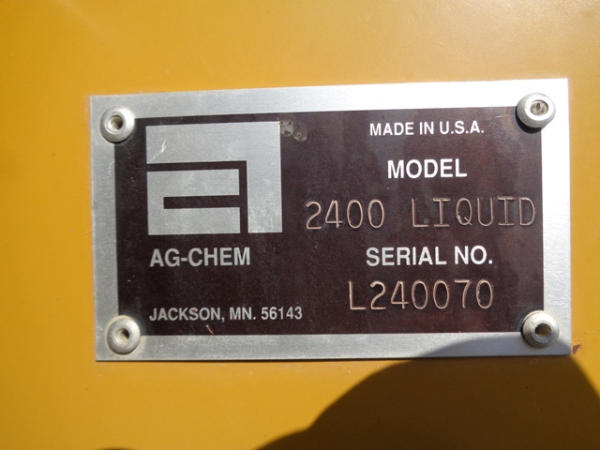 MADE IN U.S.A.
MODEL
2400 LIQUID
AG-CHEM
SERIAL NO.
L240070
JACKSON, MN. 56143